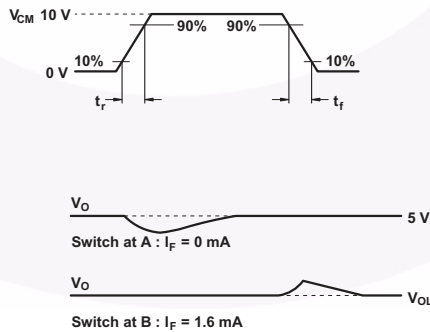 VCM 10 V
90% 90%
10% 10%
0 V
tr tf
VO
5 V
Switch at A : IF = 0 mA
VO
VOL
Switch at B : IF = 1.6 mA